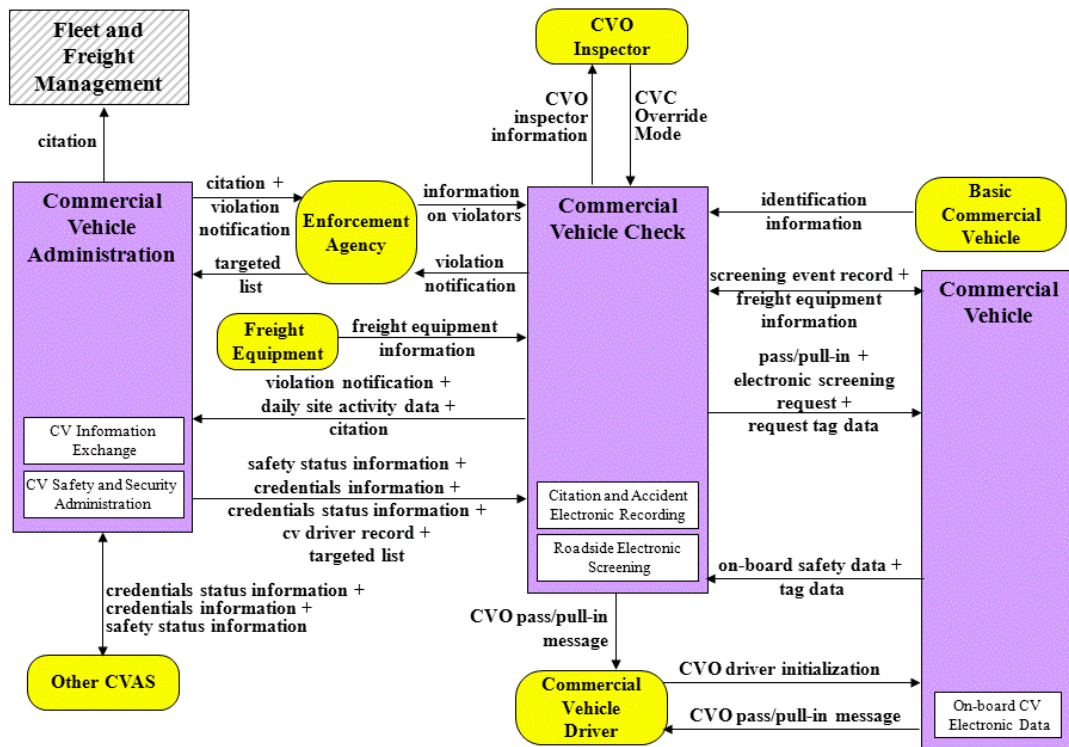 Fleet and
Freight
Management
CVO
Inspector
citation
CVO
inspector
information
CVC
Override
Mode
Commercial
Vehicle
Administration
citation +
violation
notification
Enforcement
Agency
information
on violators
Commercial
Vehicle Check
identification
information
Basic
Commercial
Vehicle
targeted
list
violation
notification
screening event record +
freight equipment
information
Commercial
Vehicle
Freight
Equipment
freight equipment
information
pass/pull-in +
electronic screening
request +
request tag data
violation notification +
daily site activity data +
citation
CV Information
Exchange
CV Safety and Security
Administration
safety status information +
credentials information +
credentials status information +
cv driver record +
targeted list
Citation and Accident
Electronic Recording
Roadside Electronic
Screening
on-board safety data +
tag data
credentials status information +
credentials information +
safety status information
CVO pass/pull-in
message
Other CVAS
Commercial
Vehicle
Driver
CVO driver initialization
CVO pass/pull-in message
On-board CV
Electronic Data